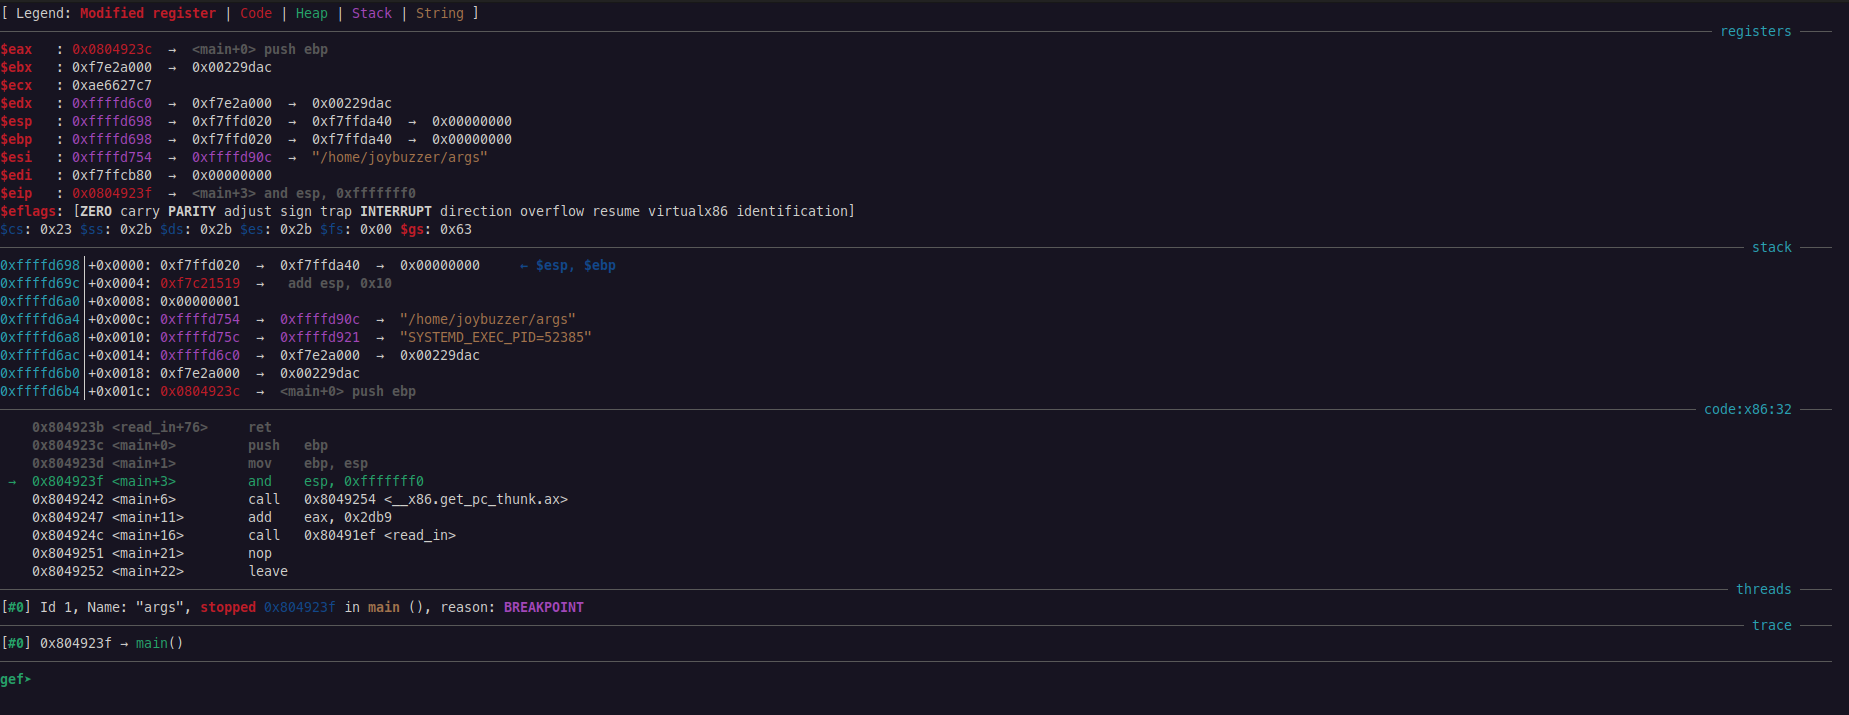 [ Legend: Modified register | Code | Heap | Stack | String ]
registers
$eax   : 0x0804923c  →  <main+0> push ebp
$ebx   : 0xf7e2a000  →  0x00229dac
$ecx   : 0xae6627c7
$edx   : 0xffffd6c0  →  0xf7e2a000  →  0x00229dac
$esp   : 0xffffd698  →  0xf7ffd020  →  0xf7ffda40  →  0x00000000
$ebp   : 0xffffd698  →  0xf7ffd020  →  0xf7ffda40  →  0x00000000
$esi   : 0xffffd754  →  0xffffd90c  →  "/home/joybuzzer/args"
$edi   : 0xf7ffcb80  →  0x00000000
$eip   : 0x0804923f  →  <main+3> and esp, 0xfffffff0
$eflags: [ZERO carry PARITY adjust sign trap INTERRUPT direction overflow resume virtualx86 identification]
$cs: 0x23 $ss: 0x2b $ds: 0x2b $es: 0x2b $fs: 0x00 $gs: 0x63
stack
0xffffd698│+0x0000: 0xf7ffd020  →  0xf7ffda40  →  0x00000000     ← $esp, $ebp
0xffffd69c│+0x0004: 0xf7c21519  →   add esp, 0x10
0xffffd6a0│+0x0008: 0x00000001
0xffffd6a4│+0x000c: 0xffffd754  →  0xffffd90c  →  "/home/joybuzzer/args"
0xffffd6a8│+0x0010: 0xffffd75c  →  0xffffd921  →  "SYSTEMD_EXEC_PID=52385"
0xffffd6ac│+0x0014: 0xffffd6c0  →  0xf7e2a000  →  0x00229dac
0xffffd6b0│+0x0018: 0xf7e2a000  →  0x00229dac
0xffffd6b4│+0x001c: 0x0804923c  →  <main+0> push ebp
code:x86:32
0x804923b <read_in+76>     ret
0x804923c <main+0>         push   ebp
0x804923d <main+1>         mov    ebp, esp
→  0x804923f <main+3>         and    esp, 0xfffffff0
0x8049242 <main+6>         call   0x8049254 <__x86.get_pc_thunk.ax>
0x8049247 <main+11>        add    eax, 0x2db9
0x804924c <main+16>        call   0x80491ef <read_in>
0x8049251 <main+21>        nop
0x8049252 <main+22>        leave
threads
[#0] Id 1, Name: "args", stopped 0x804923f in main (), reason: BREAKPOINT
trace
[#0] 0x804923f → main()
gef➤